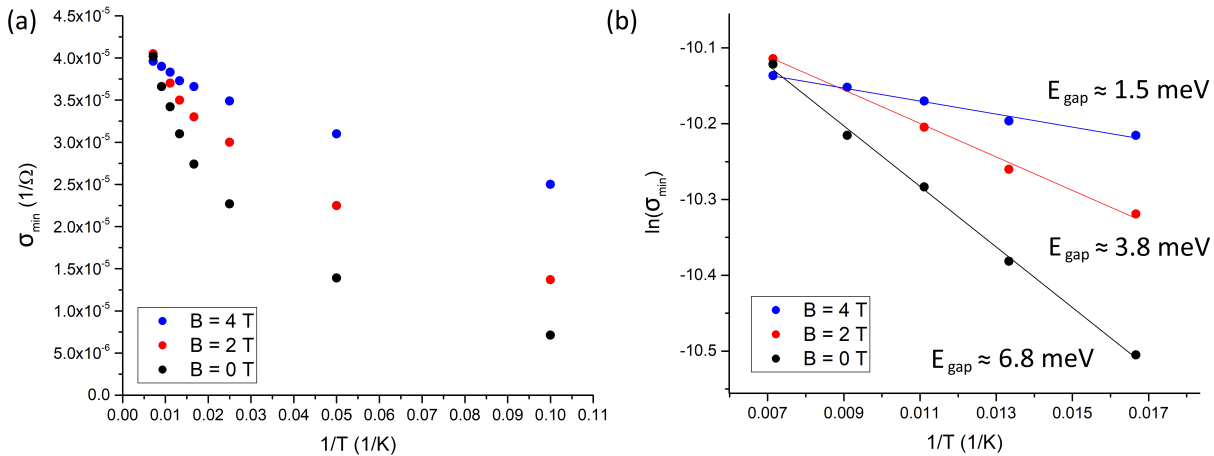 (a)
4.5x10⁻⁵
4.0x10⁻⁵
3.5x10⁻⁵
3.0x10⁻⁵
2.5x10⁻⁵
2.0x10⁻⁵
1.5x10⁻⁵
1.0x10⁻⁵
5.0x10⁻⁶
0.0
σmin (1/Ω)
B = 4 T
B = 2 T
B = 0 T
0.00 0.01 0.02 0.03 0.04 0.05 0.06 0.07 0.08 0.09 0.10 0.11
1/T (1/K)
(b)
-10.1
-10.2
-10.3
-10.4
-10.5
ln(σmin)
E gap ≈ 1.5 meV
E gap ≈ 3.8 meV
E gap ≈ 6.8 meV
B = 4 T
B = 2 T
B = 0 T
0.007 0.009 0.011 0.013 0.015 0.017
1/T (1/K)